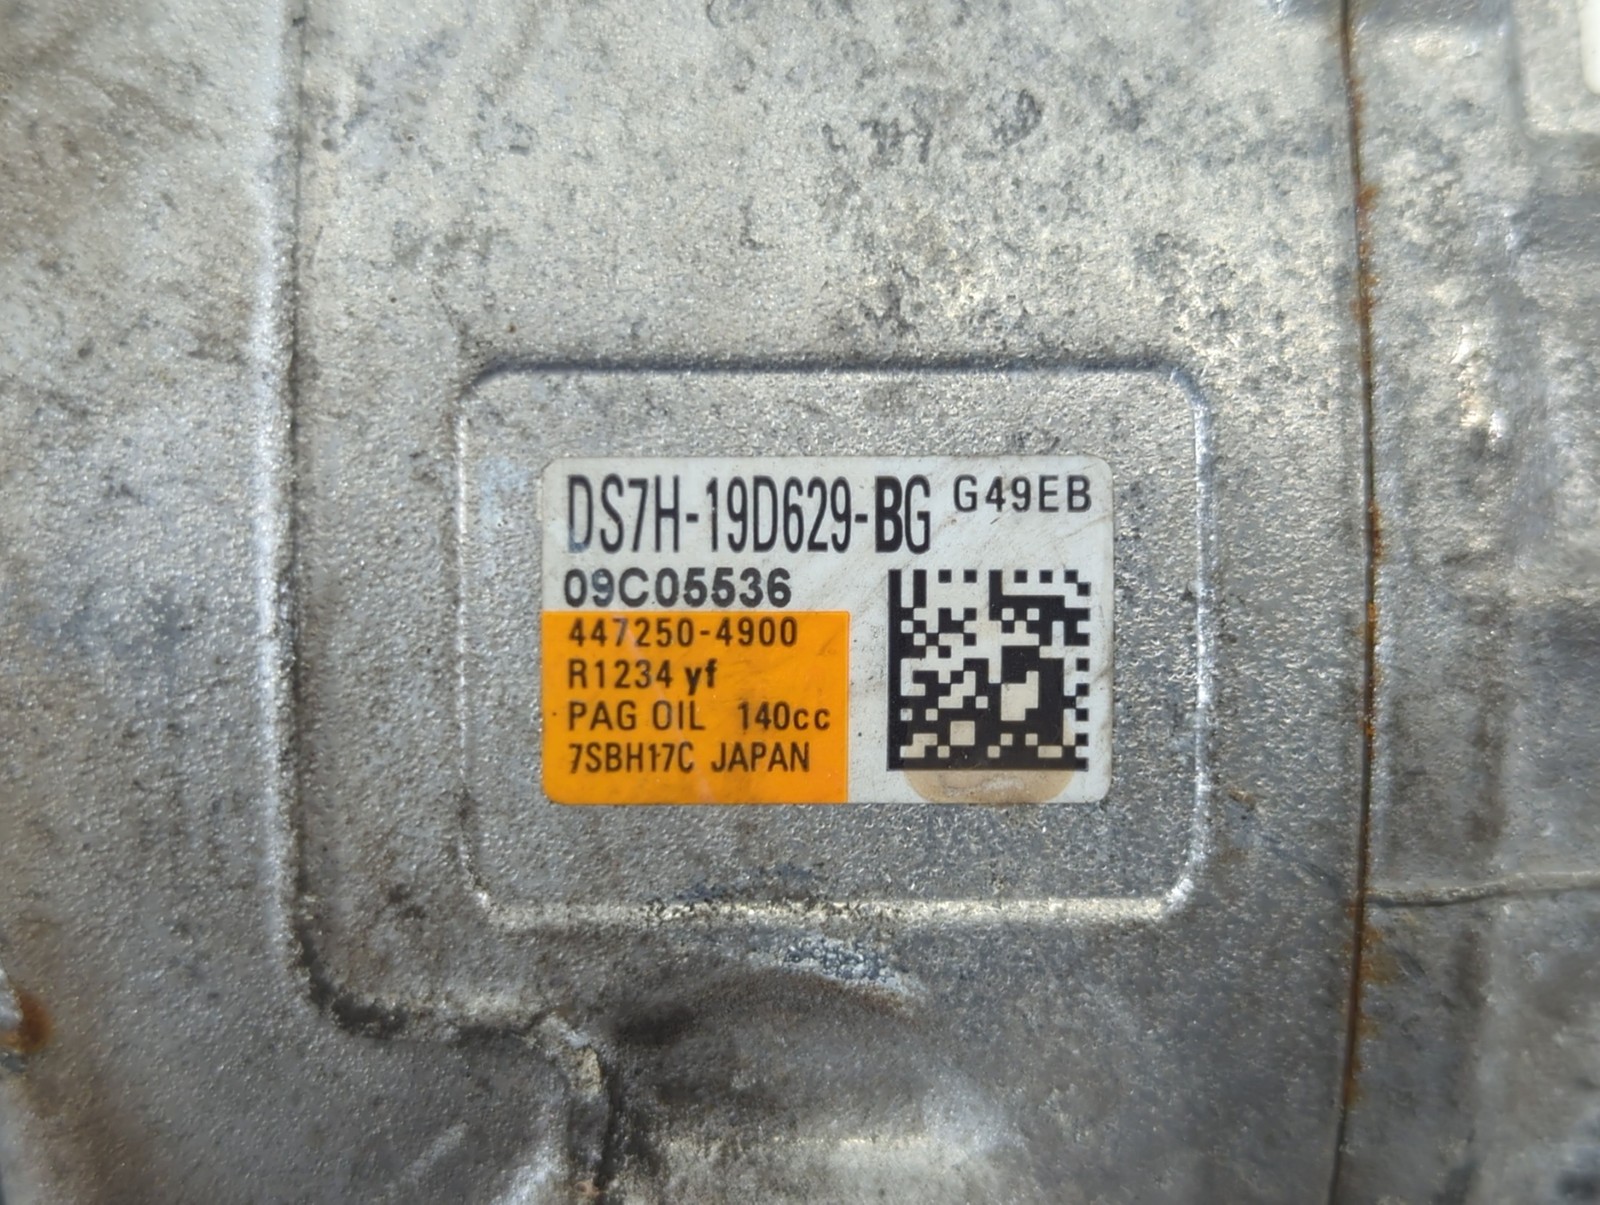 DS7H-19D629-BG G49EB
09C05536
447250-4900
R1234 yf
PAG OIL 140cc
7SBH17C JAPAN